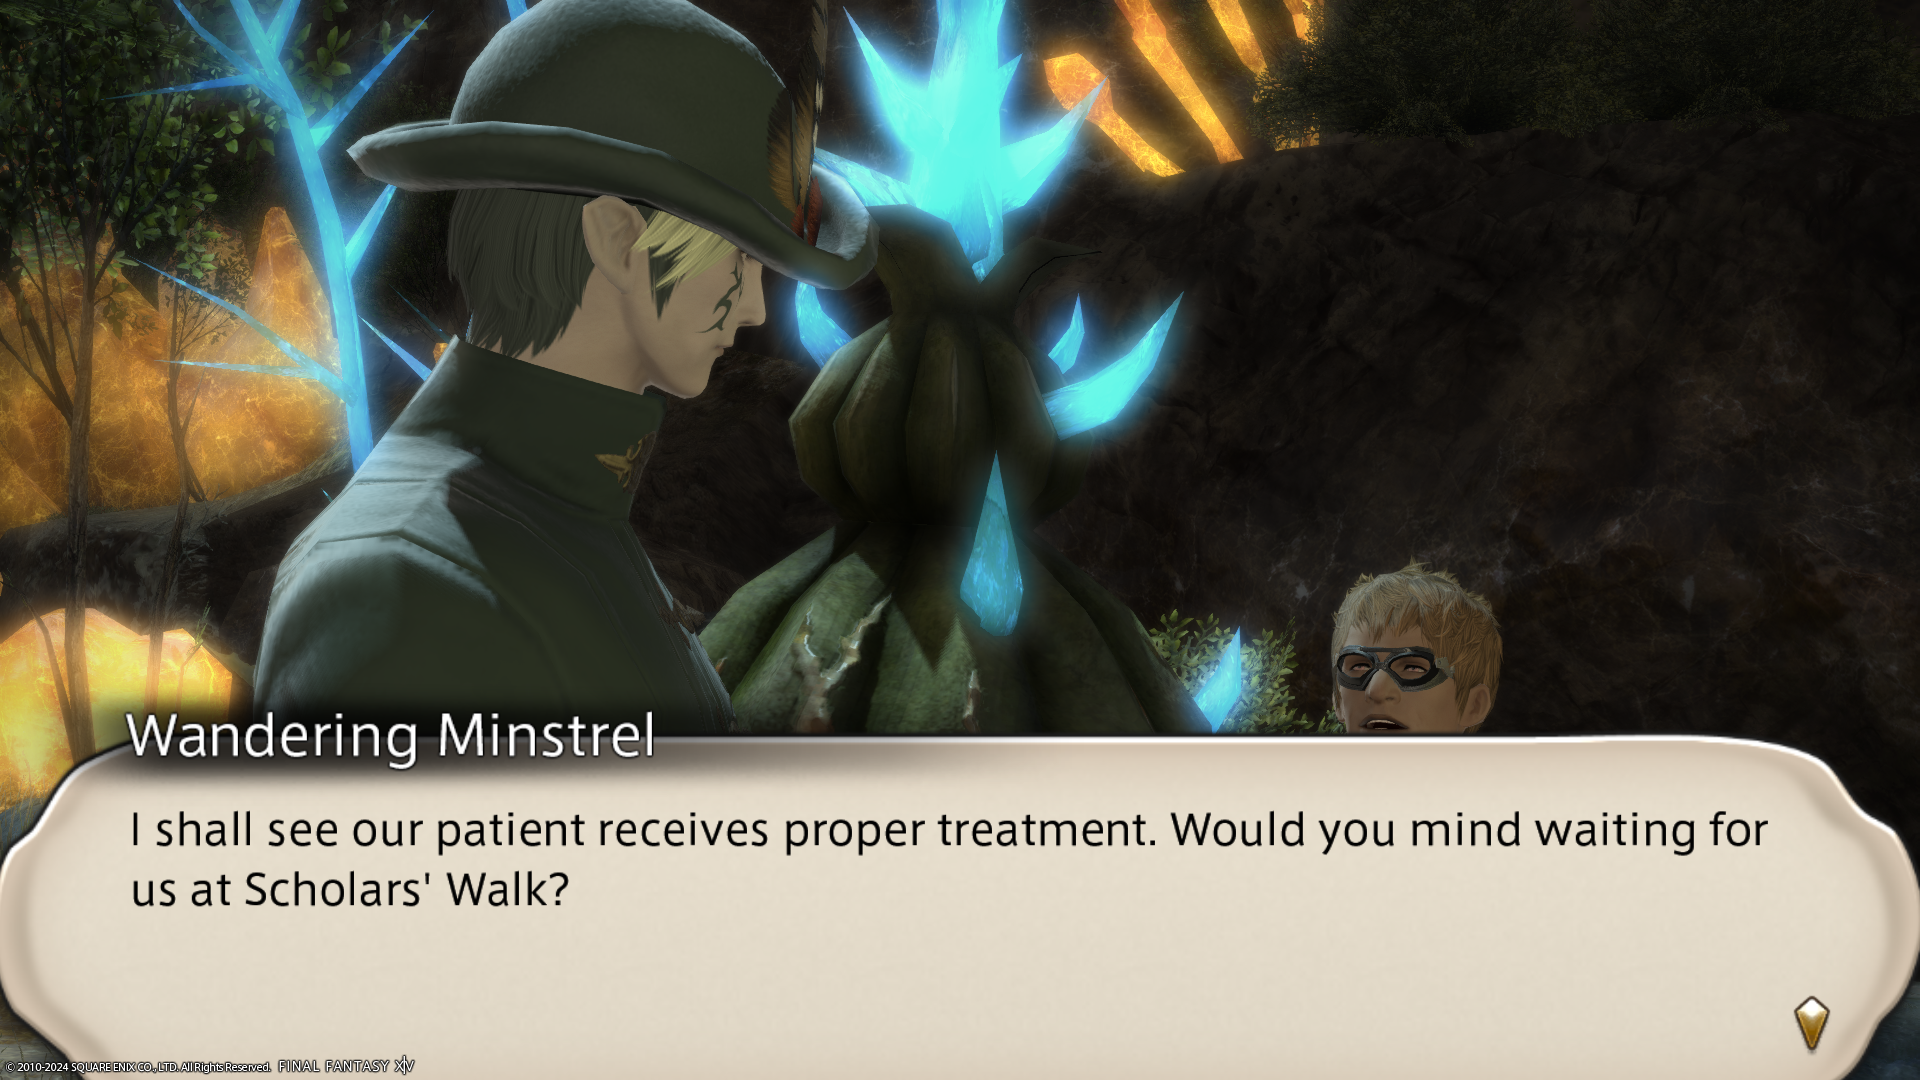 Wandering Minstrel
I shall see our patient receives proper treatment. Would you mind waiting for
us at Scholars' Walk?
© 2010-2024 SQUARE ENIX CO., LTD. All Rights Reserved. FINAL FANTASY XIV